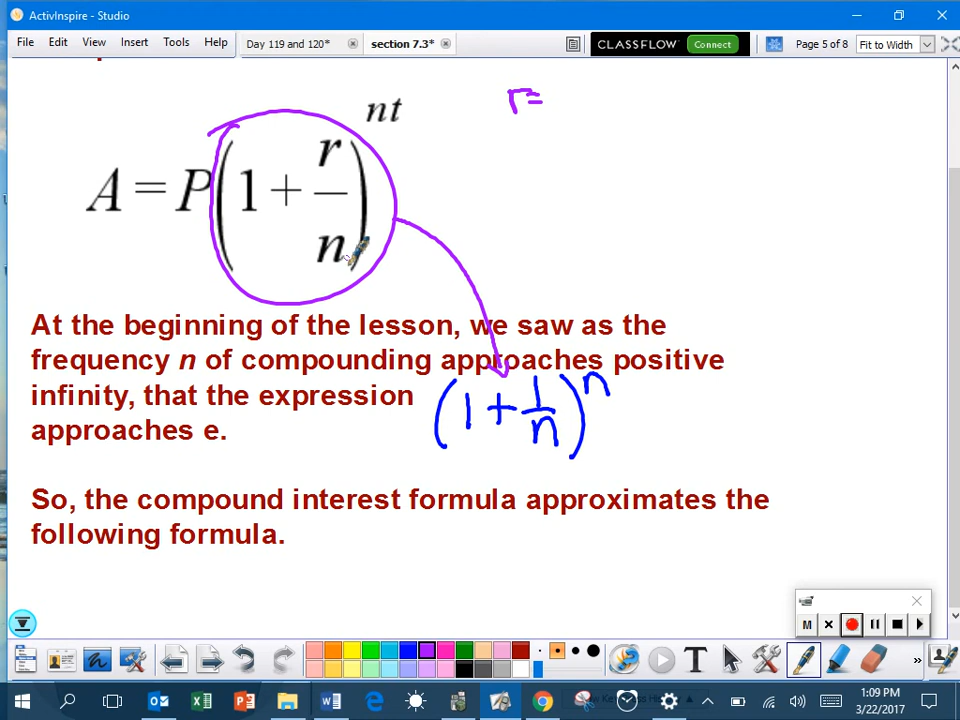 ActivInspire - Studio
File Edit View Insert Tools Help Day 119 and 120* section 7.3* CLASSFLOW Connect Page 5 of 8 Fit to Width
r=
A = P(1 + r/n)^nt
At the beginning of the lesson, we saw as the
frequency n of compounding approaches positive
infinity, that the expression (1 + 1/n)^n
approaches e.
So, the compound interest formula approximates the
following formula.
M
T
1:09 PM
3/22/2017